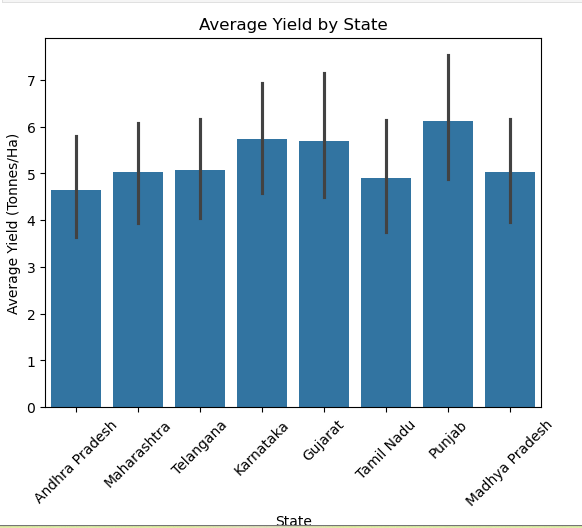 Average Yield by State
Average Yield (Tonnes/Ha)
7
6
5
4
3
2
1
0
Andhra Pradesh
Maharashtra
Telangana
Karnataka
Gujarat
Tamil Nadu
Punjab
Madhya Pradesh
State